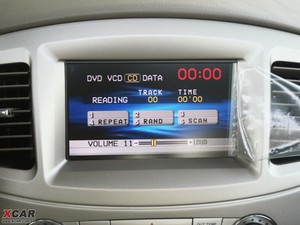 DVD VCD CD DATA 00:00
TRACK TIME
READING 00 00'00
REPEAT RAND SCAN
VOLUME 11
XCAR